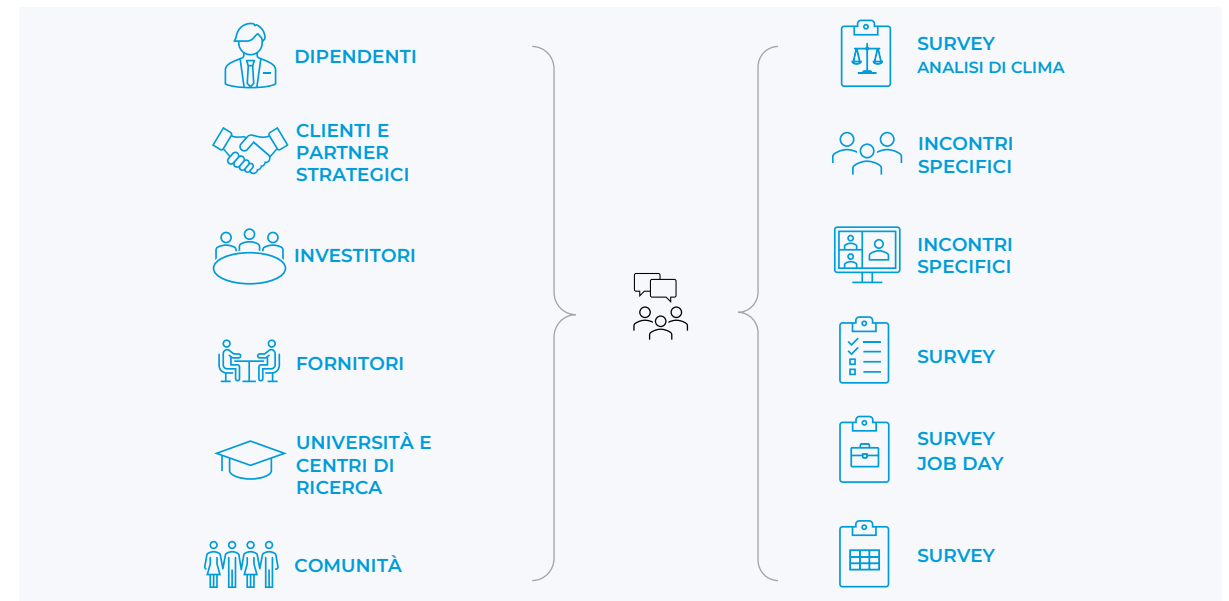 DIPENDENTI
CLIENTI E
PARTNER
STRATEGICI
INVESTITORI
FORNITORI
UNIVERSITÀ E
CENTRI DI
RICERCA
COMUNITÀ
SURVEY
ANALISI DI CLIMA
INCONTRI
SPECIFICI
INCONTRI
SPECIFICI
SURVEY
SURVEY
JOB DAY
SURVEY